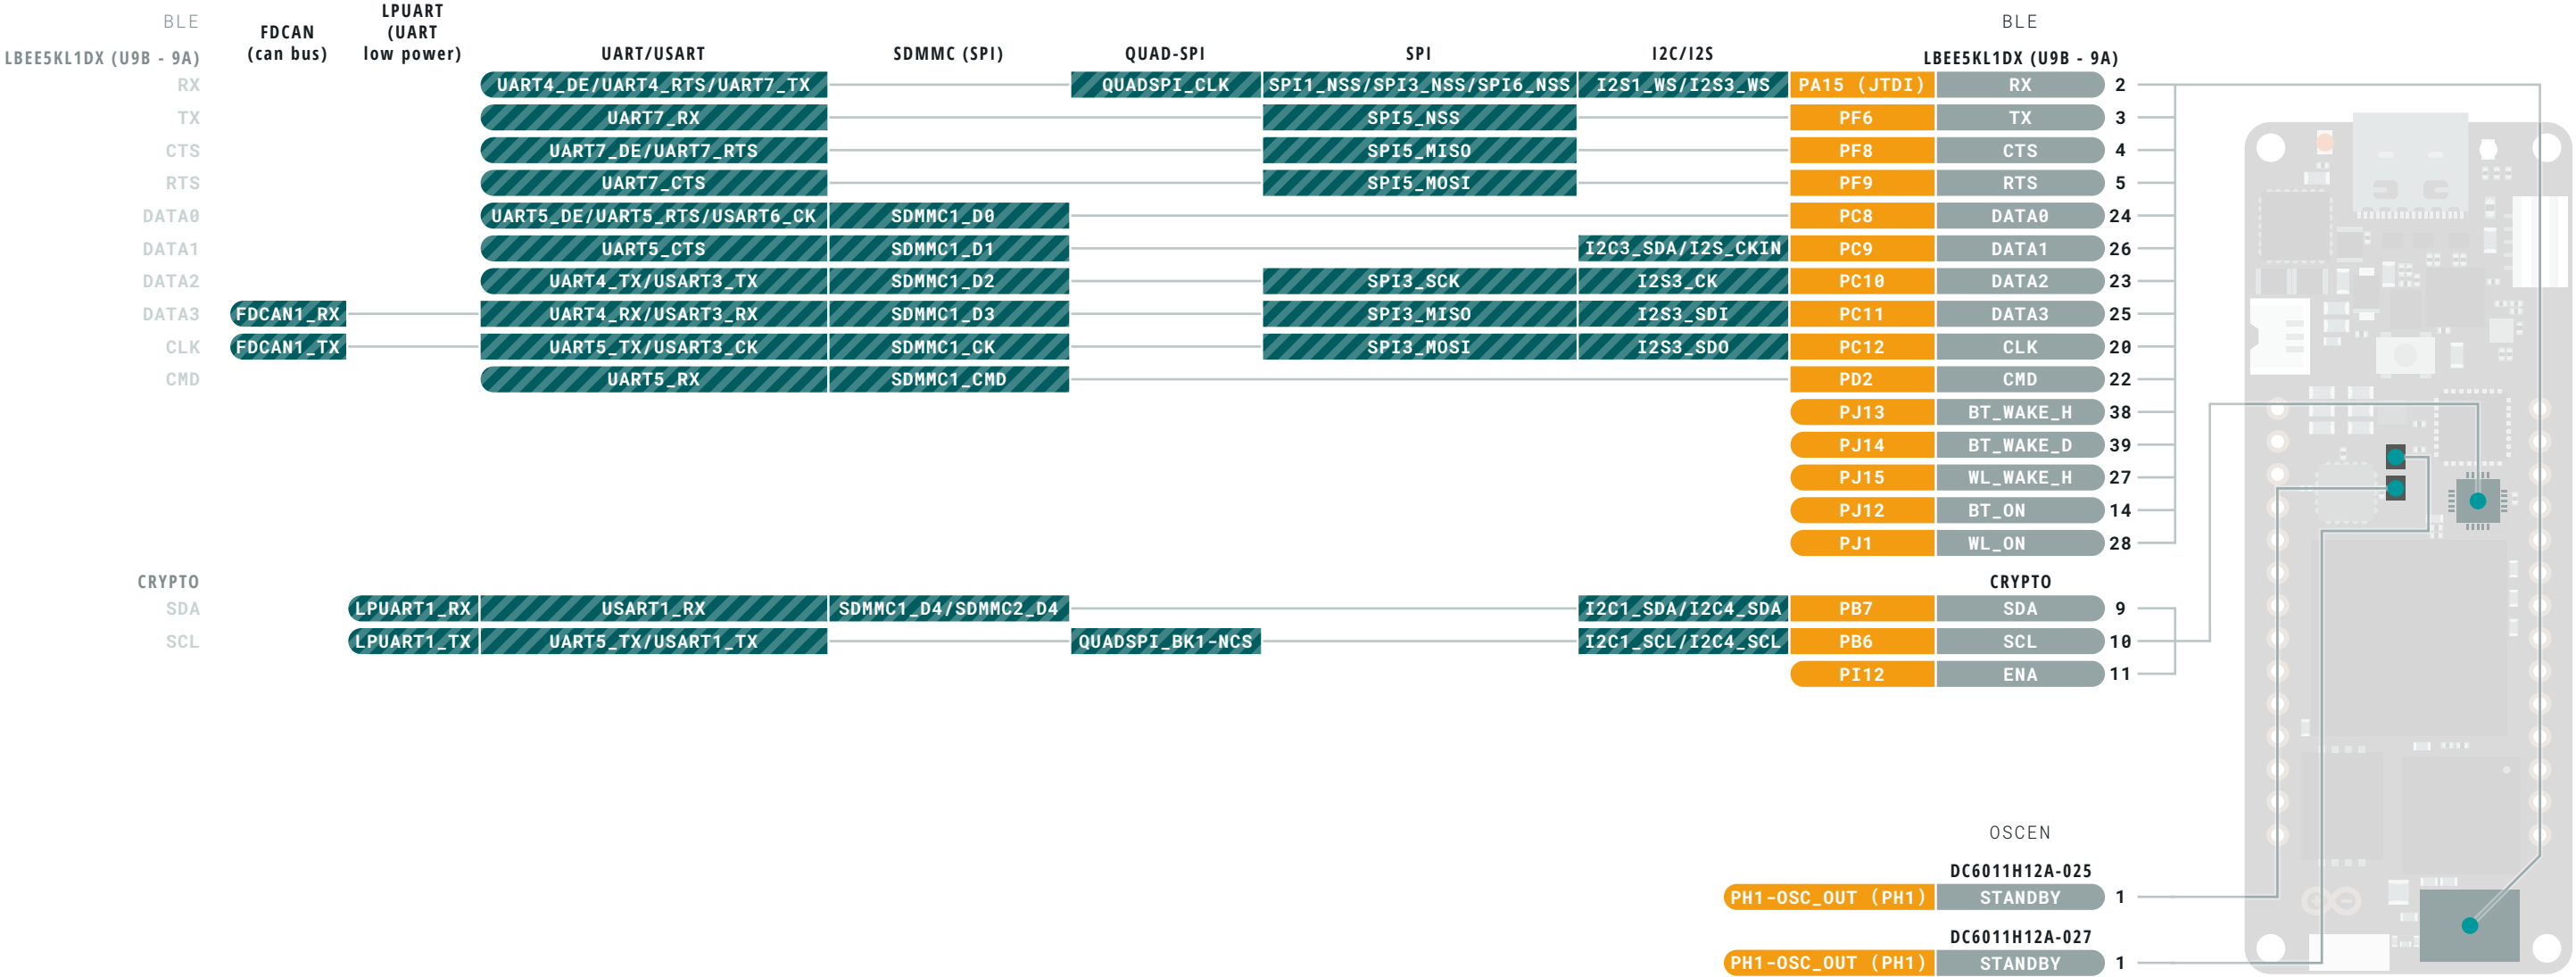 BLE
LBEE5KL1DX (U9B - 9A)
FDCAN
(can bus)
LPUART
(UART
low power)
UART/USART
SDMMC (SPI)
QUAD-SPI
SPI
I2C/I2S
BLE
LBEE5KL1DX (U9B - 9A)
RX UART4_DE/UART4_RTS/UART7_TX QUADSPI_CLK SPI1_NSS/SPI3_NSS/SPI6_NSS I2S1_WS/I2S3_WS PA15 (JTDI) RX 2
TX UART7_RX SPI5_NSS PF6 TX 3
CTS UART7_DE/UART7_RTS SPI5_MISO PF8 CTS 4
RTS UART7_CTS SPI5_MOSI PF9 RTS 5
DATA0 UART5_DE/UART5_RTS/USART6_CK SDMMC1_D0 PC8 DATA0 24
DATA1 UART5_CTS SDMMC1_D1 I2C3_SDA/I2S_CKIN PC9 DATA1 26
DATA2 UART4_TX/USART3_TX SDMMC1_D2 SPI3_SCK I2S3_CK PC10 DATA2 23
DATA3 FDCAN1_RX UART4_RX/USART3_RX SDMMC1_D3 SPI3_MISO I2S3_SDI PC11 DATA3 25
CLK FDCAN1_TX UART5_TX/USART3_CK SDMMC1_CK SPI3_MOSI I2S3_SDO PC12 CLK 20
CMD UART5_RX SDMMC1_CMD PD2 CMD 22
PJ13 BT_WAKE_H 38
PJ14 BT_WAKE_D 39
PJ15 WL_WAKE_H 27
PJ12 BT_ON 14
PJ1 WL_ON 28
CRYPTO CRYPTO
SDA LPUART1_RX USART1_RX SDMMC1_D4/SDMMC2_D4 I2C1_SDA/I2C4_SDA PB7 SDA 9
SCL LPUART1_TX UART5_TX/USART1_TX QUADSPI_BK1-NCS I2C1_SCL/I2C4_SCL PB6 SCL 10
PI12 ENA 11
OSCEN
DC6011H12A-025
PH1-OSC_OUT (PH1) STANDBY 1
DC6011H12A-027
PH1-OSC_OUT (PH1) STANDBY 1